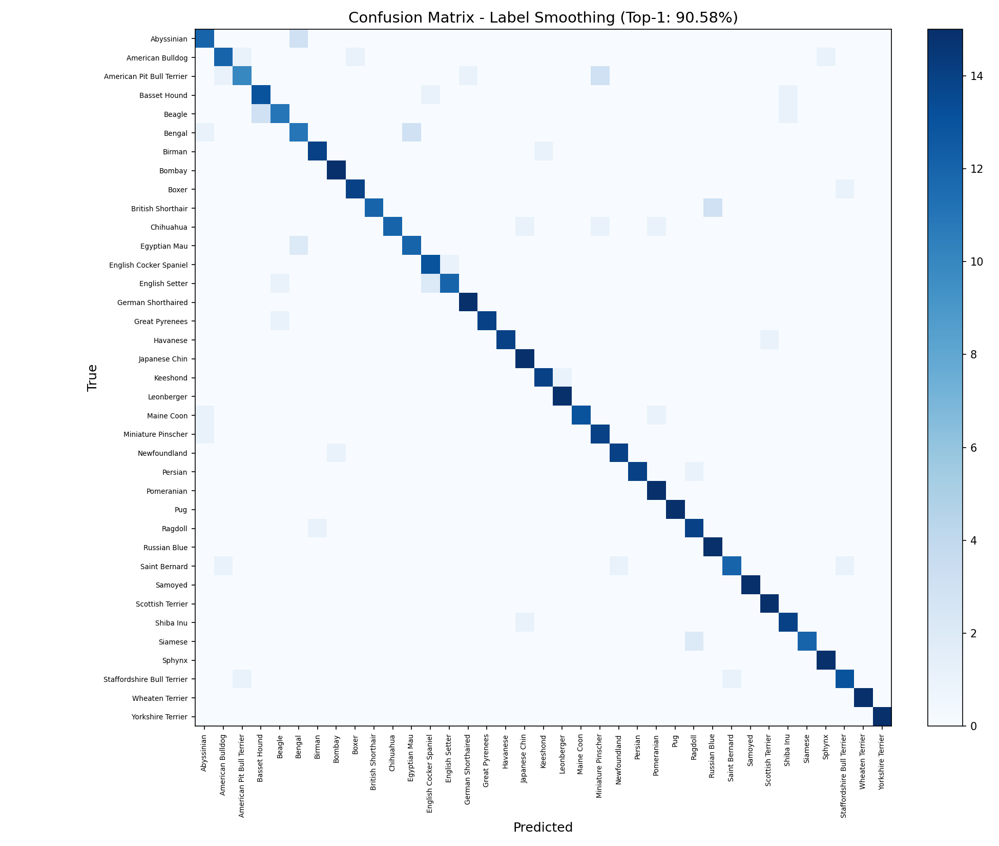 Confusion Matrix - Label Smoothing (Top-1: 90.58%)
True
Abyssinian
American Bulldog
American Pit Bull Terrier
Basset Hound
Beagle
Bengal
Birman
Bombay
Boxer
British Shorthair
Chihuahua
Egyptian Mau
English Cocker Spaniel
English Setter
German Shorthaired
Great Pyrenees
Havanese
Japanese Chin
Keeshond
Leonberger
Maine Coon
Miniature Pinscher
Newfoundland
Persian
Pomeranian
Pug
Ragdoll
Russian Blue
Saint Bernard
Samoyed
Scottish Terrier
Shiba Inu
Siamese
Sphynx
Staffordshire Bull Terrier
Wheaten Terrier
Yorkshire Terrier
Abyssinian
American Bulldog
American Pit Bull Terrier
Basset Hound
Beagle
Bengal
Birman
Bombay
Boxer
British Shorthair
Chihuahua
Egyptian Mau
English Cocker Spaniel
English Setter
German Shorthaired
Great Pyrenees
Havanese
Japanese Chin
Keeshond
Leonberger
Maine Coon
Miniature Pinscher
Newfoundland
Persian
Pomeranian
Pug
Ragdoll
Russian Blue
Saint Bernard
Samoyed
Scottish Terrier
Shiba Inu
Siamese
Sphynx
Staffordshire Bull Terrier
Wheaten Terrier
Yorkshire Terrier
Predicted
14
12
10
8
6
4
2
0